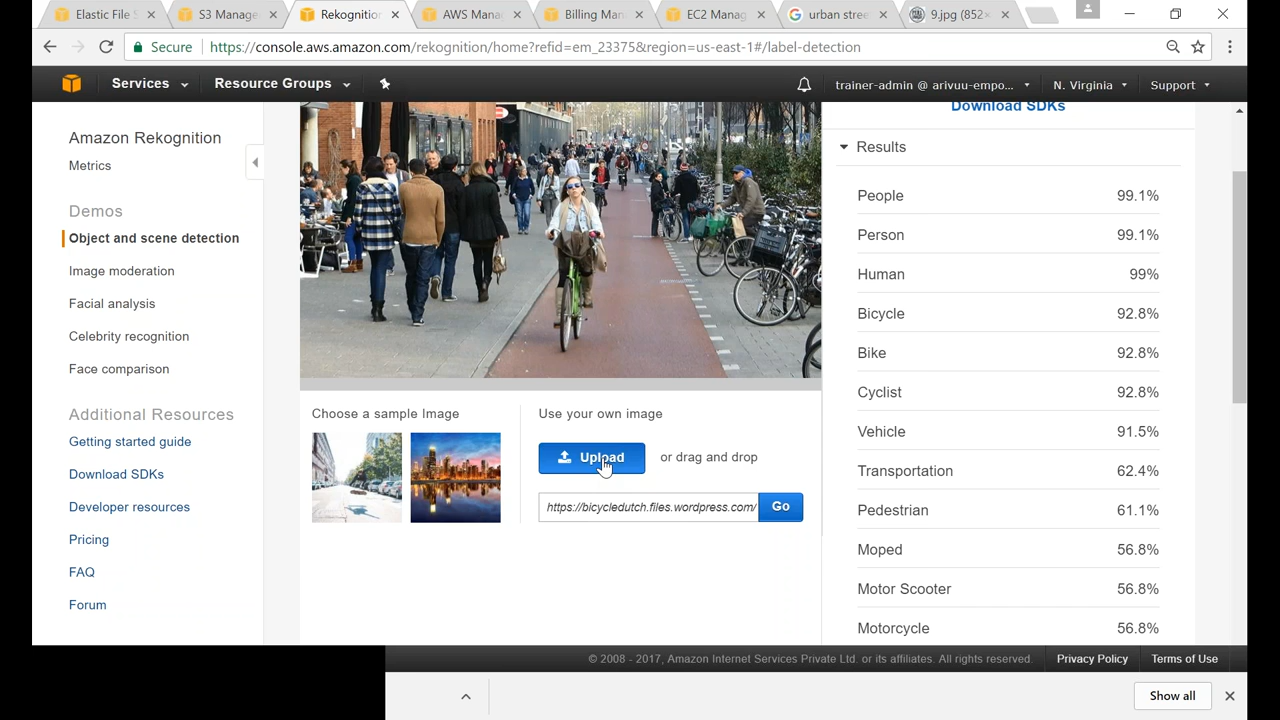 Elastic File S
S3 Manage
Rekognition
AWS Mana
Billing Man
EC2 Manag
urban stree
9.jpg (852×
Secure
https://console.aws.amazon.com/rekognition/home?refid=em_23375&region=us-east-1#/label-detection
Services
Resource Groups
trainer-admin @ arivuu-empo...
N. Virginia
Support
Amazon Rekognition
Metrics
Demos
Object and scene detection
Image moderation
Facial analysis
Celebrity recognition
Face comparison
Additional Resources
Getting started guide
Download SDKs
Developer resources
Pricing
FAQ
Forum
Choose a sample Image
Use your own image
Upload
or drag and drop
https://bicycledutch.files.wordpress.com/
Go
Download SDKs
Results
People 99.1%
Person 99.1%
Human 99%
Bicycle 92.8%
Bike 92.8%
Cyclist 92.8%
Vehicle 91.5%
Transportation 62.4%
Pedestrian 61.1%
Moped 56.8%
Motor Scooter 56.8%
Motorcycle 56.8%
© 2008 - 2017, Amazon Internet Services Private Ltd. or its affiliates. All rights reserved.
Privacy Policy
Terms of Use
Show all